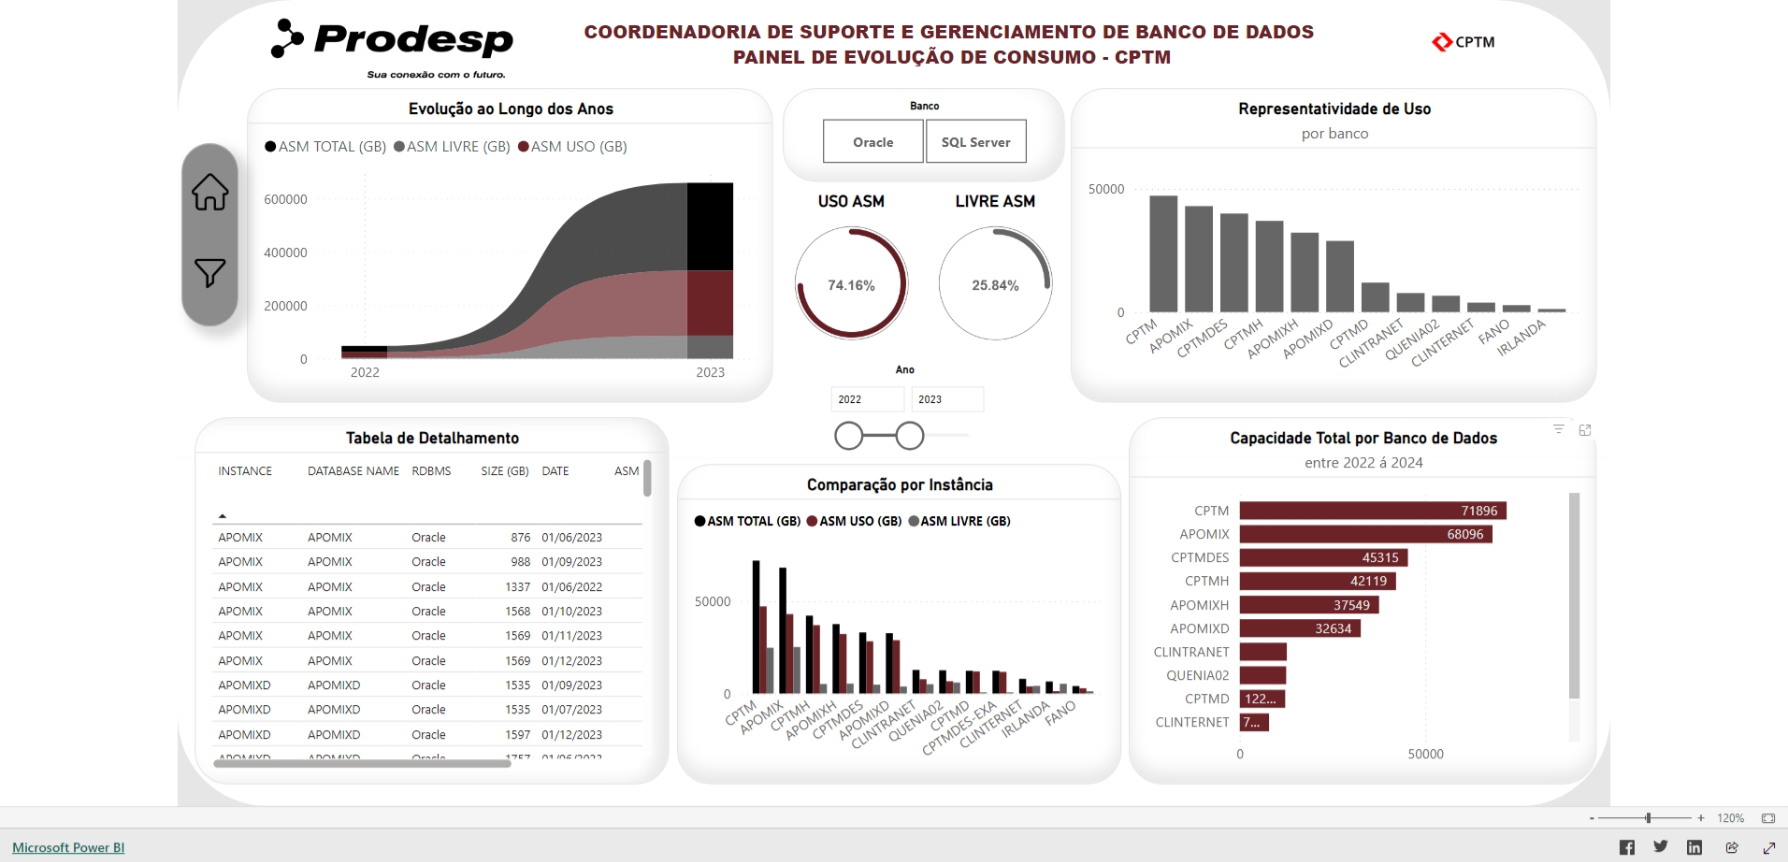 Prodesp
Sua conexão com o futuro.
COORDENADORIA DE SUPORTE E GERENCIAMENTO DE BANCO DE DADOS
PAINEL DE EVOLUÇÃO DE CONSUMO - CPTM
CPTM
Evolução ao Longo dos Anos
ASM TOTAL (GB) ASM LIVRE (GB) ASM USO (GB)
600000
400000
200000
0
2022 2023
Banco
Oracle SQL Server
USO ASM LIVRE ASM
74.16% 25.84%
Ano
2022 2023
Representatividade de Uso
por banco
50000
0
CPTM APOMIX CPTMDES CPTMH APOMIXH APOMIXD CPTMD CLINTRANET QUENIA02 CLINTERNET FANO IRLANDA
Tabela de Detalhamento
INSTANCE DATABASE NAME RDBMS SIZE (GB) DATE ASM
APOMIX APOMIX Oracle 876 01/06/2023
APOMIX APOMIX Oracle 988 01/09/2023
APOMIX APOMIX Oracle 1337 01/06/2022
APOMIX APOMIX Oracle 1568 01/10/2023
APOMIX APOMIX Oracle 1569 01/11/2023
APOMIX APOMIX Oracle 1569 01/12/2023
APOMIXD APOMIXD Oracle 1535 01/09/2023
APOMIXD APOMIXD Oracle 1535 01/07/2023
APOMIXD APOMIXD Oracle 1597 01/12/2023
APOMIXD APOMIXD Oracle 1757 01/06/2023
Comparação por Instância
ASM TOTAL (GB) ASM USO (GB) ASM LIVRE (GB)
50000
0
CPTM APOMIX CPTMH APOMIXH CPTMDES APOMIXD CLINTRANET QUENIA02 CPTMD CPTMDES-EXA CLINTERNET IRLANDA FANO
Capacidade Total por Banco de Dados
entre 2022 á 2024
CPTM 71896
APOMIX 68096
CPTMDES 45315
CPTMH 42119
APOMIXH 37549
APOMIXD 32634
CLINTRANET
QUENIA02
CPTMD 122...
CLINTERNET 7...
0 50000
- + 120%
Microsoft Power BI